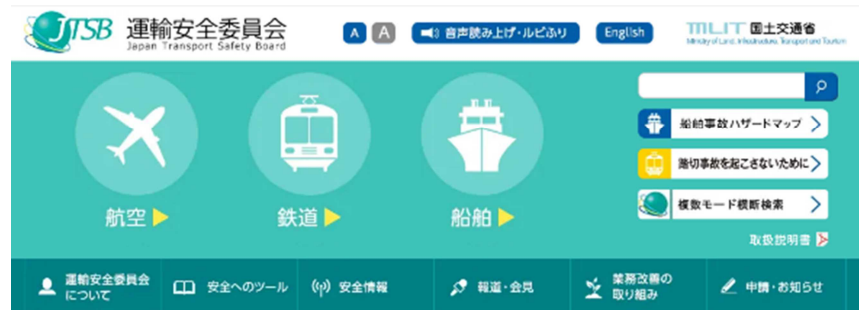 JTSB 運輸安全委員会
Japan Transport Safety Board
A A 音声読み上げ・ルビふり English
国土交通省
Ministry of Land, Infrastructure, Transport and Tourism
航空
鉄道
船舶
船舶事故ハザードマップ
踏切事故を起こさないために
複数モード横断検索
取扱説明書
運輸安全委員会
について
安全へのツール
安全情報
報道・会見
業務改善の
取り組み
申請・お知らせ